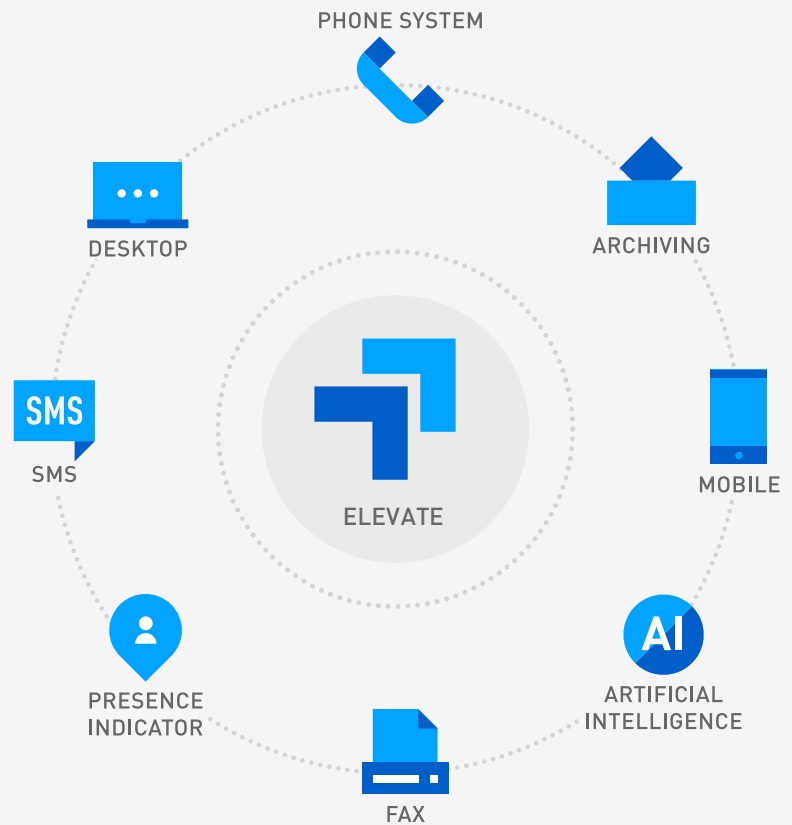 PHONE SYSTEM
DESKTOP
ARCHIVING
SMS
SMS
ELEVATE
MOBILE
AI
PRESENCE
INDICATOR
ARTIFICIAL
INTELLIGENCE
FAX